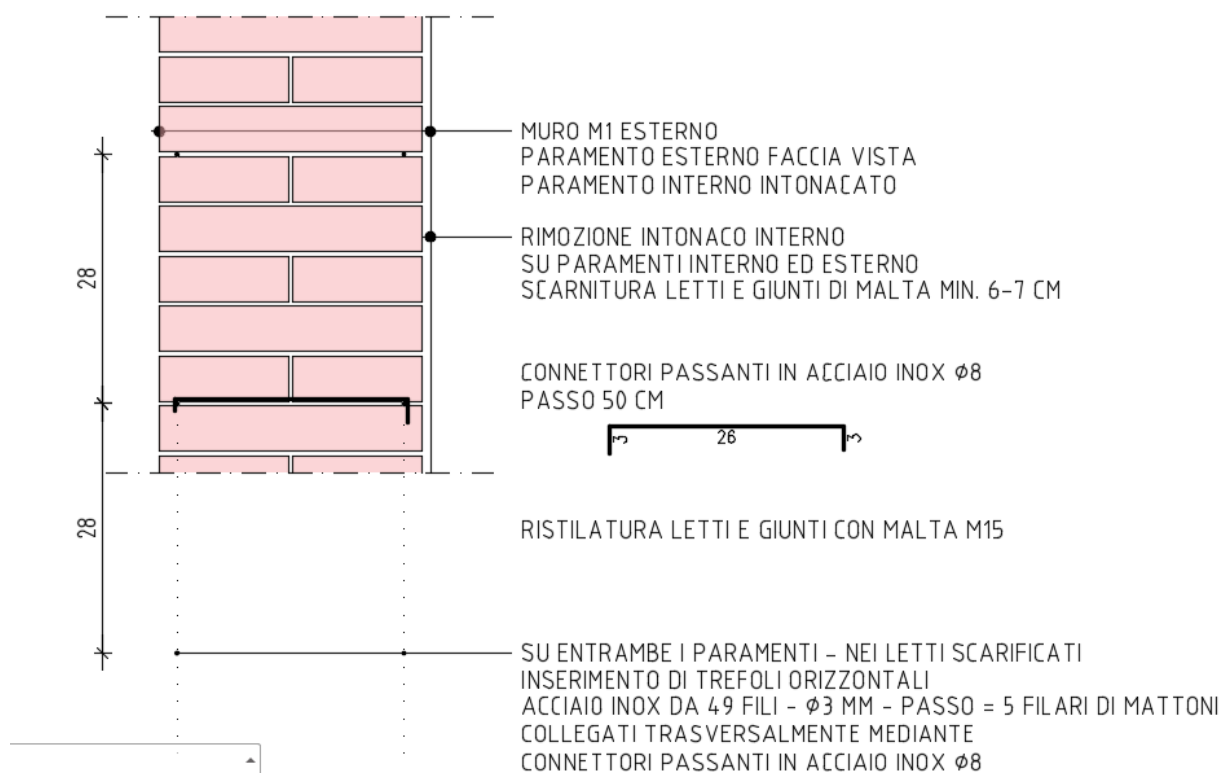 MURO M1 ESTERNO
PARAMENTO ESTERNO FACCIA VISTA
PARAMENTO INTERNO INTONACATO
RIMOZIONE INTONACO INTERNO
SU PARAMENTI INTERNO ED ESTERNO
SCARNITURA LETTI E GIUNTI DI MALTA MIN. 6-7 CM
28
CONNETTORI PASSANTI IN ACCIAIO INOX Ø8
PASSO 50 CM
3 26 3
28
RISTILATURA LETTI E GIUNTI CON MALTA M15
SU ENTRAMBE I PARAMENTI - NEI LETTI SCARIFICATI
INSERIMENTO DI TREFOLI ORIZZONTALI
ACCIAIO INOX DA 49 FILI - Ø3 MM - PASSO = 5 FILARI DI MATTONI
COLLEGATI TRASVERSALMENTE MEDIANTE
CONNETTORI PASSANTI IN ACCIAIO INOX Ø8